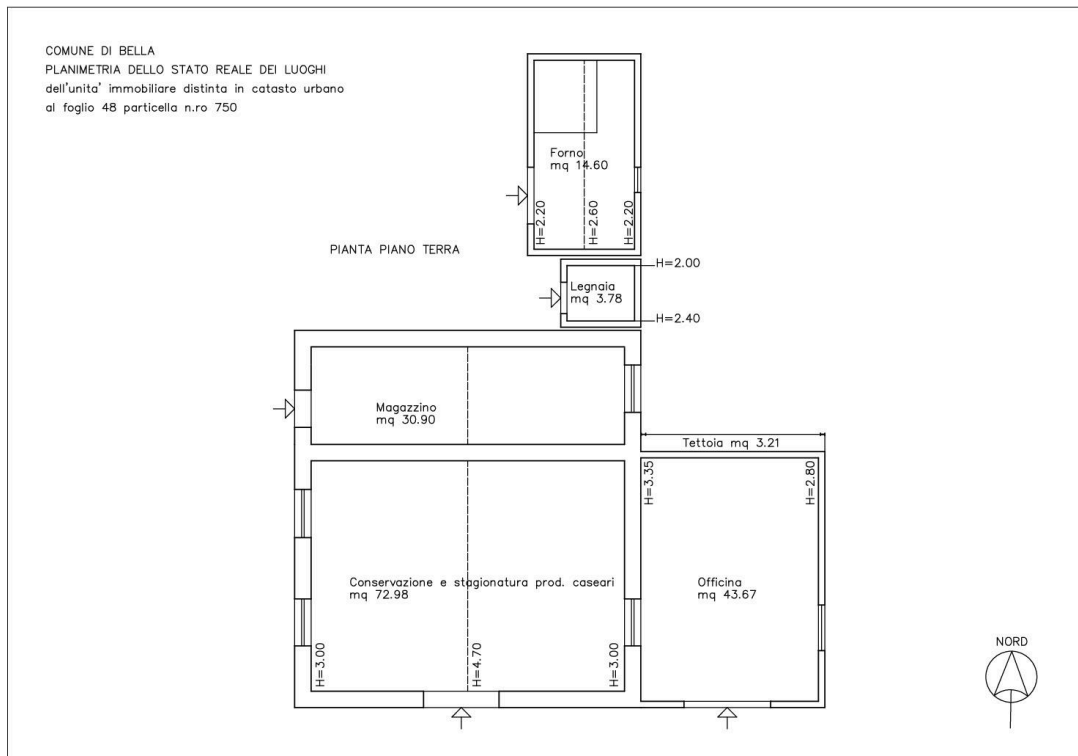 COMUNE DI BELLA
PLANIMETRIA DELLO STATO REALE DEI LUOGHI
dell'unita' immobiliare distinta in catasto urbano
al foglio 48 particella n.ro 750
Forno
mq 14.60
H=2.20
H=2.60
H=2.20
PIANTA PIANO TERRA
H=2.00
Legnaia
mq 3.78
H=2.40
Magazzino
mq 30.90
Tettoia mq 3.21
H=3.35
H=2.80
Conservazione e stagionatura prod. caseari
mq 72.98
Officina
mq 43.67
H=3.00
H=4.70
H=3.00
NORD